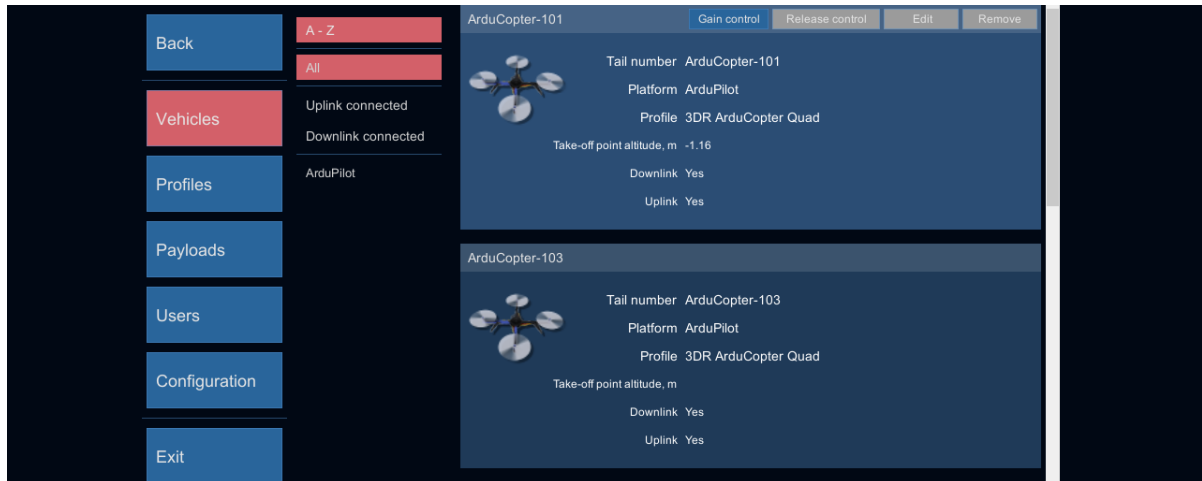 Back
Vehicles
Profiles
Payloads
Users
Configuration
Exit
A - Z
All
Uplink connected
Downlink connected
ArduPilot
ArduCopter-101 Gain control Release control Edit Remove
Tail number ArduCopter-101
Platform ArduPilot
Profile 3DR ArduCopter Quad
Take-off point altitude, m -1.16
Downlink Yes
Uplink Yes
ArduCopter-103
Tail number ArduCopter-103
Platform ArduPilot
Profile 3DR ArduCopter Quad
Take-off point altitude, m
Downlink Yes
Uplink Yes